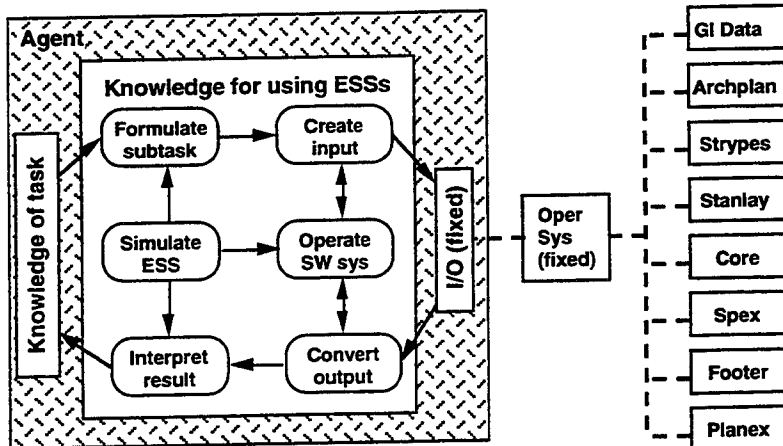 Agent
Knowledge for using ESSs
Formulate
subtask
Create
input
Simulate
ESS
Operate
SW sys
Interpret
result
Convert
output
Knowledge of task
I/O (fixed)
Oper
Sys
(fixed)
GI Data
Archplan
Strypes
Stanlay
Core
Spex
Footer
Planex